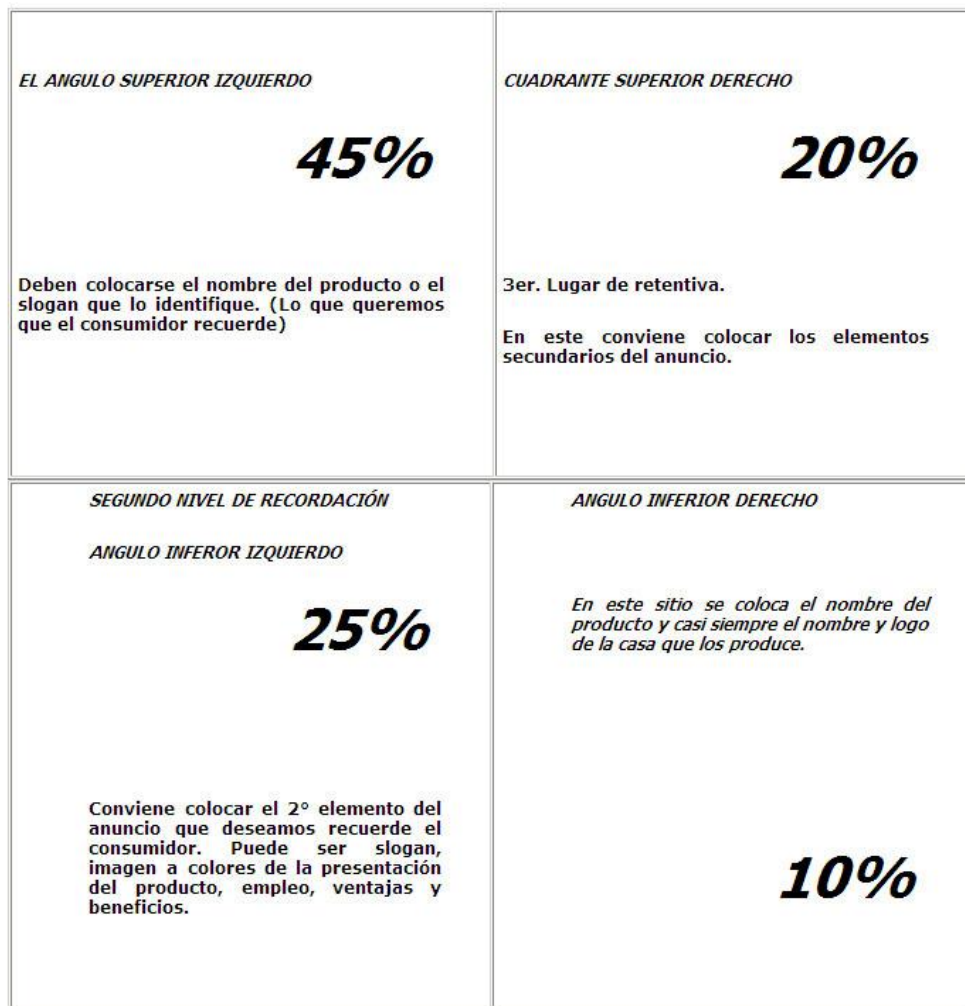 EL ANGULO SUPERIOR IZQUIERDO
45%
Deben colocarse el nombre del producto o el
slogan que lo identifique. (Lo que queremos
que el consumidor recuerde)
CUADRANTE SUPERIOR DERECHO
20%
3er. Lugar de retentiva.
En este conviene colocar los elementos
secundarios del anuncio.
SEGUNDO NIVEL DE RECORDACIÓN
ANGULO INFEROR IZQUIERDO
25%
Conviene colocar el 2° elemento del
anuncio que deseamos recuerde el
consumidor. Puede ser slogan,
imagen a colores de la presentación
del producto, empleo, ventajas y
beneficios.
ANGULO INFERIOR DERECHO
En este sitio se coloca el nombre del
producto y casi siempre el nombre y logo
de la casa que los produce.
10%